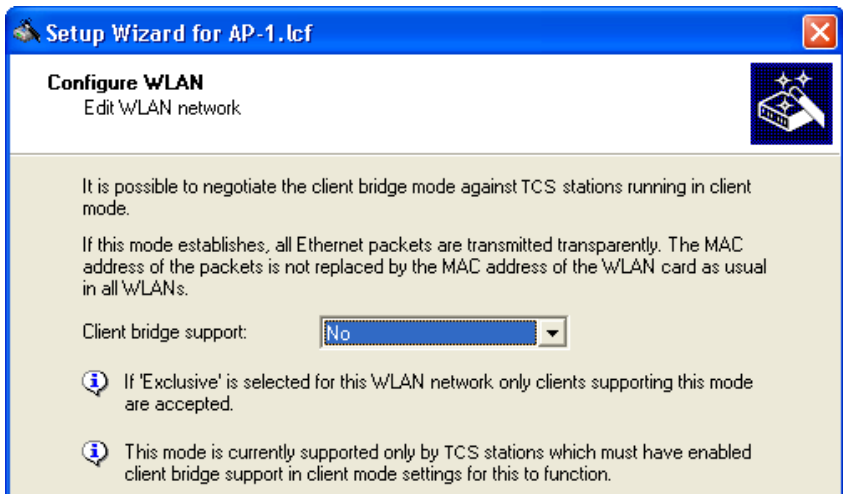 Setup Wizard for AP-1.lcf
Configure WLAN
Edit WLAN network
It is possible to negotiate the client bridge mode against TCS stations running in client
mode.
If this mode establishes, all Ethernet packets are transmitted transparently. The MAC
address of the packets is not replaced by the MAC address of the WLAN card as usual
in all WLANs.
Client bridge support: No
If 'Exclusive' is selected for this WLAN network only clients supporting this mode
are accepted.
This mode is currently supported only by TCS stations which must have enabled
client bridge support in client mode settings for this to function.